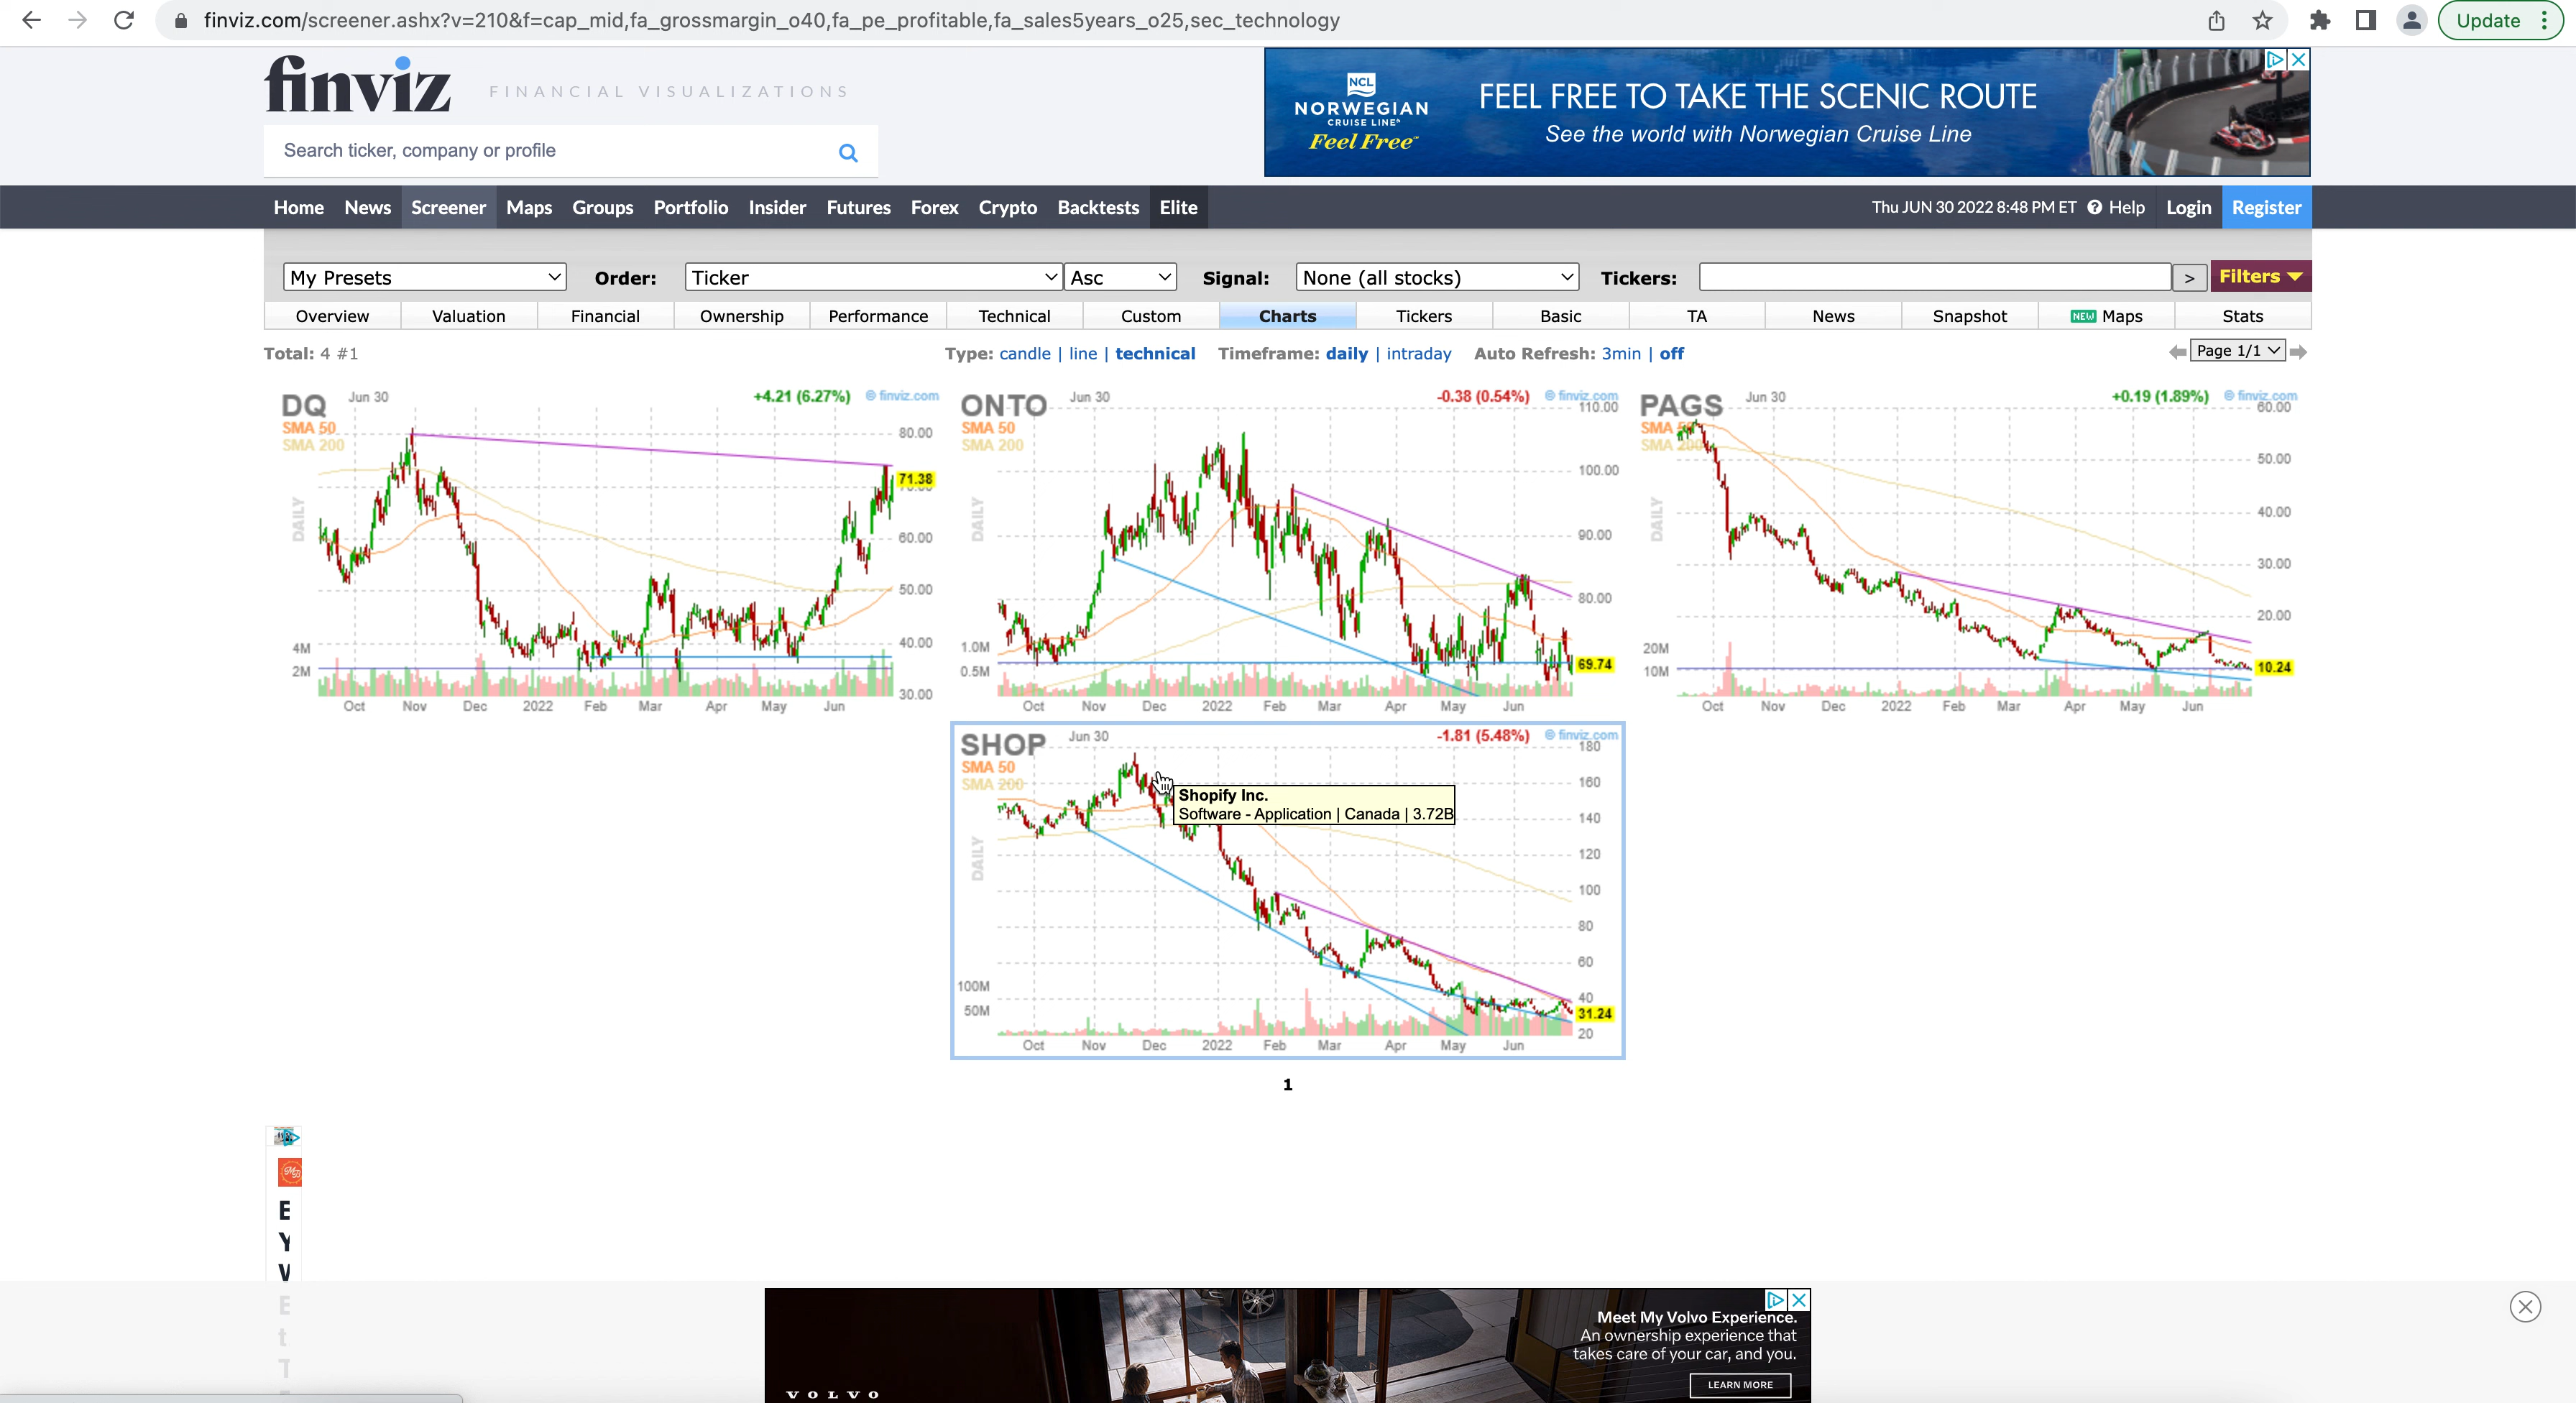 finviz.com/screener.ashx?v=210&f=cap_mid,fa_grossmargin_o40,fa_pe_profitable,fa_sales5years_o25,sec_technology
Update
finviz FINANCIAL VISUALIZATIONS
Search ticker, company or profile
NCL
NORWEGIAN
CRUISE LINE®
Feel Free™
FEEL FREE TO TAKE THE SCENIC ROUTE
See the world with Norwegian Cruise Line
Home News Screener Maps Groups Portfolio Insider Futures Forex Crypto Backtests Elite
Thu JUN 30 2022 8:48 PM ET Help Login Register
My Presets Order: Ticker Asc Signal: None (all stocks) Tickers: > Filters
Overview Valuation Financial Ownership Performance Technical Custom Charts Tickers Basic TA News Snapshot NEW Maps Stats
Total: 4 #1
Type: candle | line | technical Timeframe: daily | intraday Auto Refresh: 3min | off
Page 1/1
DQ Jun 30 +4.21 (6.27%) © finviz.com
SMA 50
SMA 200
DAILY
80.00
71.38
60.00
50.00
40.00
30.00
4M
2M
Oct Nov Dec 2022 Feb Mar Apr May Jun
ONTO Jun 30 -0.38 (0.54%) © finviz.com
SMA 50
SMA 200
DAILY
110.00
100.00
90.00
80.00
69.74
1.0M
0.5M
Oct Nov Dec 2022 Feb Mar Apr May Jun
PAGS Jun 30 +0.19 (1.89%) © finviz.com
SMA 50
SMA 200
DAILY
60.00
50.00
40.00
30.00
20.00
10.24
20M
10M
Oct Nov Dec 2022 Feb Mar Apr May Jun
SHOP Jun 30 -1.81 (5.48%) © finviz.com
SMA 50
SMA 200
DAILY
Shopify Inc.
Software - Application | Canada | 3.72B
180
160
140
120
100
80
60
40
31.24
20
100M
50M
Oct Nov Dec 2022 Feb Mar Apr May Jun
1
E
Y
E
t
T
Meet My Volvo Experience.
An ownership experience that
takes care of your car, and you.
LEARN MORE
VOLVO